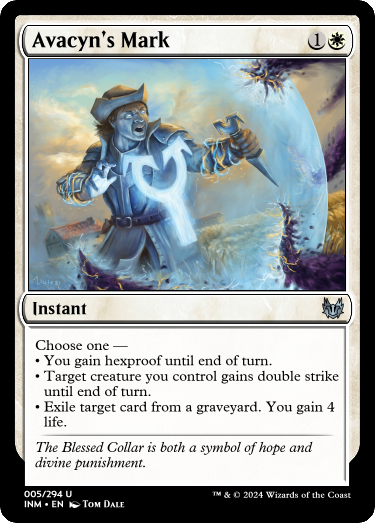 Avacyn's Mark
1
Instant
Choose one —
• You gain hexproof until end of turn.
• Target creature you control gains double strike
until end of turn.
• Exile target card from a graveyard. You gain 4
life.
The Blessed Collar is both a symbol of hope and
divine punishment.
005/294 U
INM • EN Tom Dale
™ & © 2024 Wizards of the Coast